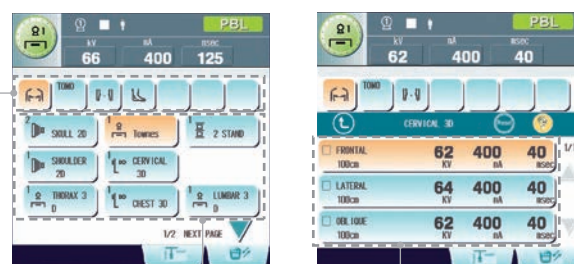 PBL
kV mA msec
66 400 125
TOMO
SKULL 2D Townes 2 STAND
SHOULDER 2D CERVICAL 3D
THORAX 3 D CHEST 3D LUMBAR 3 D
1/2 NEXT PAGE
PBL
kV mA msec
62 400 40
TOMO
CERVICAL 3D
FRONTAL 62 400 40
100cm KV mA msec
LATERAL 64 400 40
100cm KV mA msec
OBLIQUE 62 400 40
100cm KV mA msec